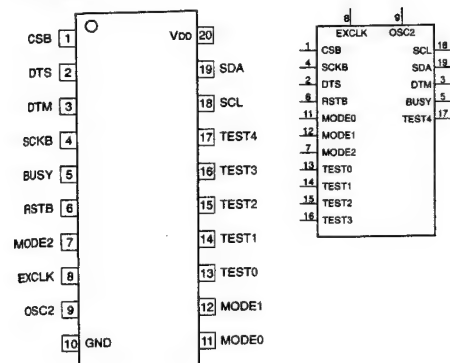 CSB 1
DTS 2
DTM 3
SCKB 4
BUSY 5
RSTB 6
MODE2 7
EXCLK 8
OSC2 9
10 GND
VDD 20
19 SDA
18 SCL
17 TEST4
16 TEST3
15 TEST2
14 TEST1
13 TEST0
12 MODE1
11 MODE0
8 9
EXCLK OSC2
1 CSB SCL 18
4 SCKB SDA 19
2 DTS DTM 3
6 RSTB BUSY 5
11 MODE0 TEST4 17
12 MODE1
7 MODE2
13 TEST0
14 TEST1
15 TEST2
16 TEST3